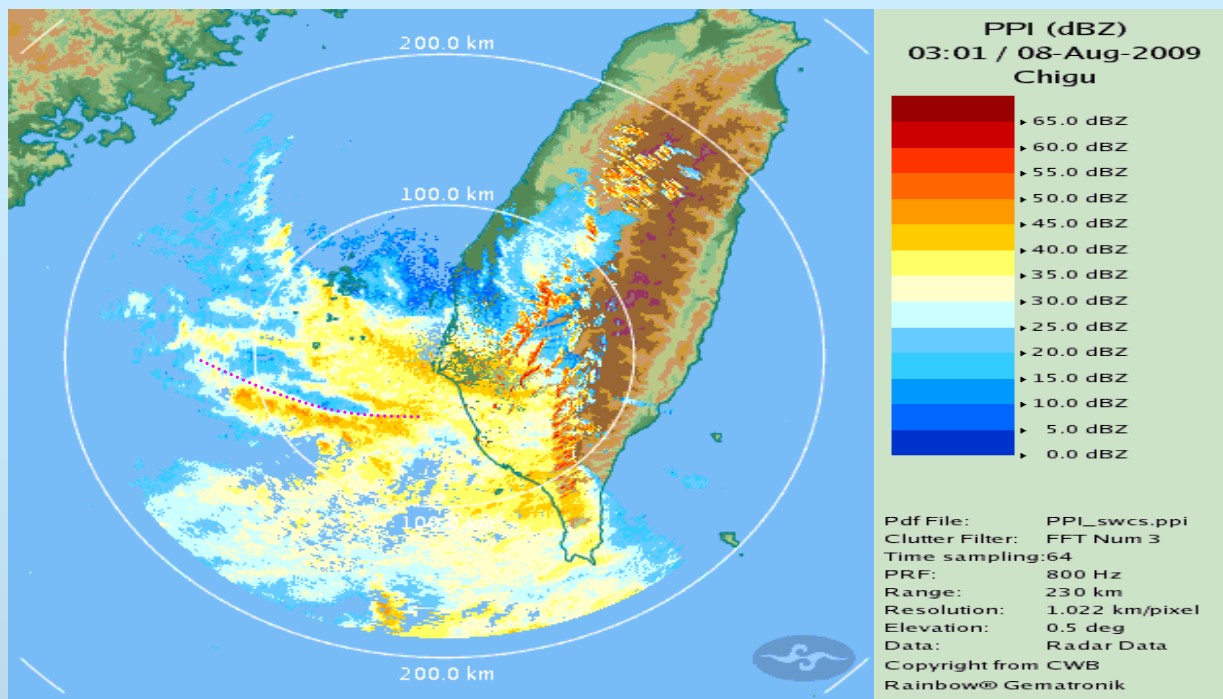 200.0 km
100.0 km
100.0 km
200.0 km
PPI (dBZ)
03:01 / 08-Aug-2009
Chigu
65.0 dBZ
60.0 dBZ
55.0 dBZ
50.0 dBZ
45.0 dBZ
40.0 dBZ
35.0 dBZ
30.0 dBZ
25.0 dBZ
20.0 dBZ
15.0 dBZ
10.0 dBZ
5.0 dBZ
0.0 dBZ
Pdf File: PPI_swcs.ppi
Clutter Filter: FFT Num 3
Time sampling:64
PRF: 800 Hz
Range: 230 km
Resolution: 1.022 km/pixel
Elevation: 0.5 deg
Data: Radar Data
Copyright from CWB
Rainbow® Gematronik